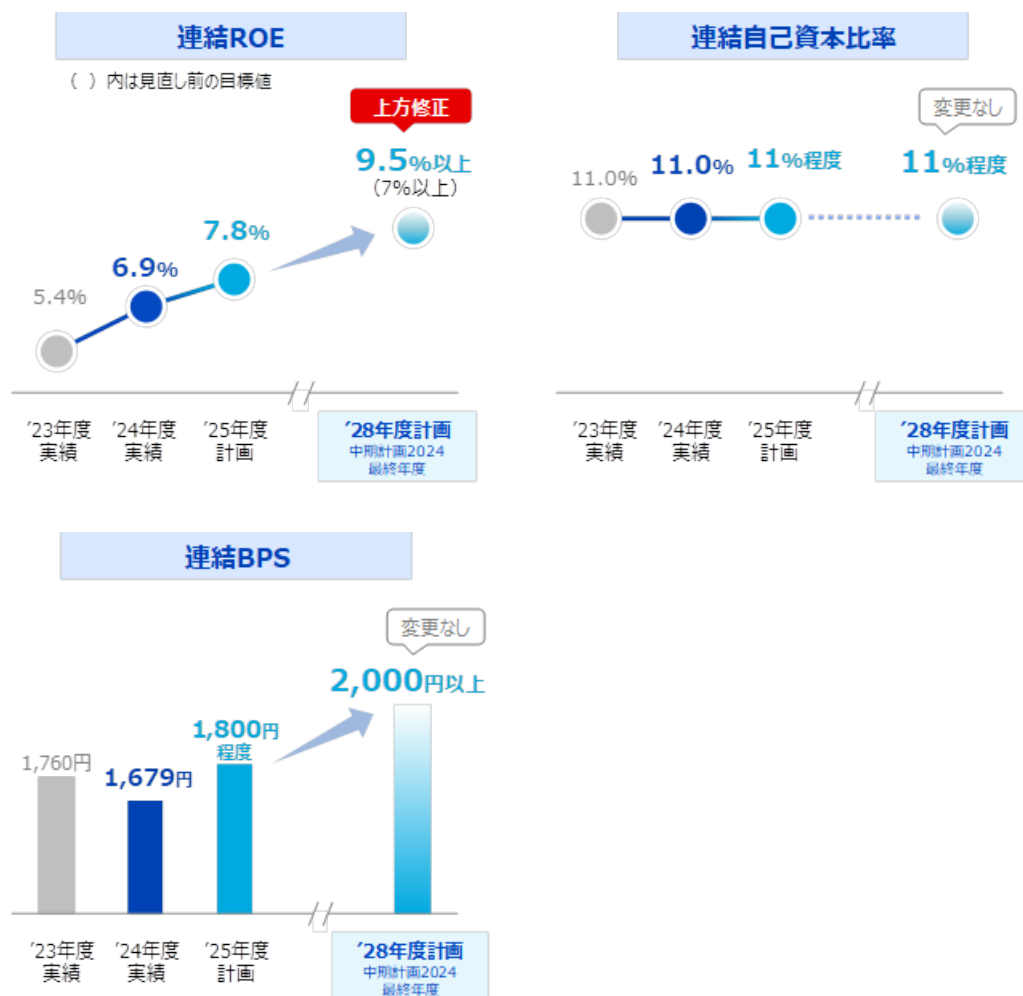 連結ROE
( ) 内は見直し前の目標値
上方修正
9.5%以上
(7%以上)
7.8%
6.9%
5.4%
'23年度
実績
'24年度
実績
'25年度
計画
'28年度計画
中期計画2024
最終年度
連結自己資本比率
変更なし
11.0%
11.0%
11%程度
11%程度
'23年度
実績
'24年度
実績
'25年度
計画
'28年度計画
中期計画2024
最終年度
連結BPS
変更なし
2,000円以上
1,800円
程度
1,760円
1,679円
'23年度
実績
'24年度
実績
'25年度
計画
'28年度計画
中期計画2024
最終年度